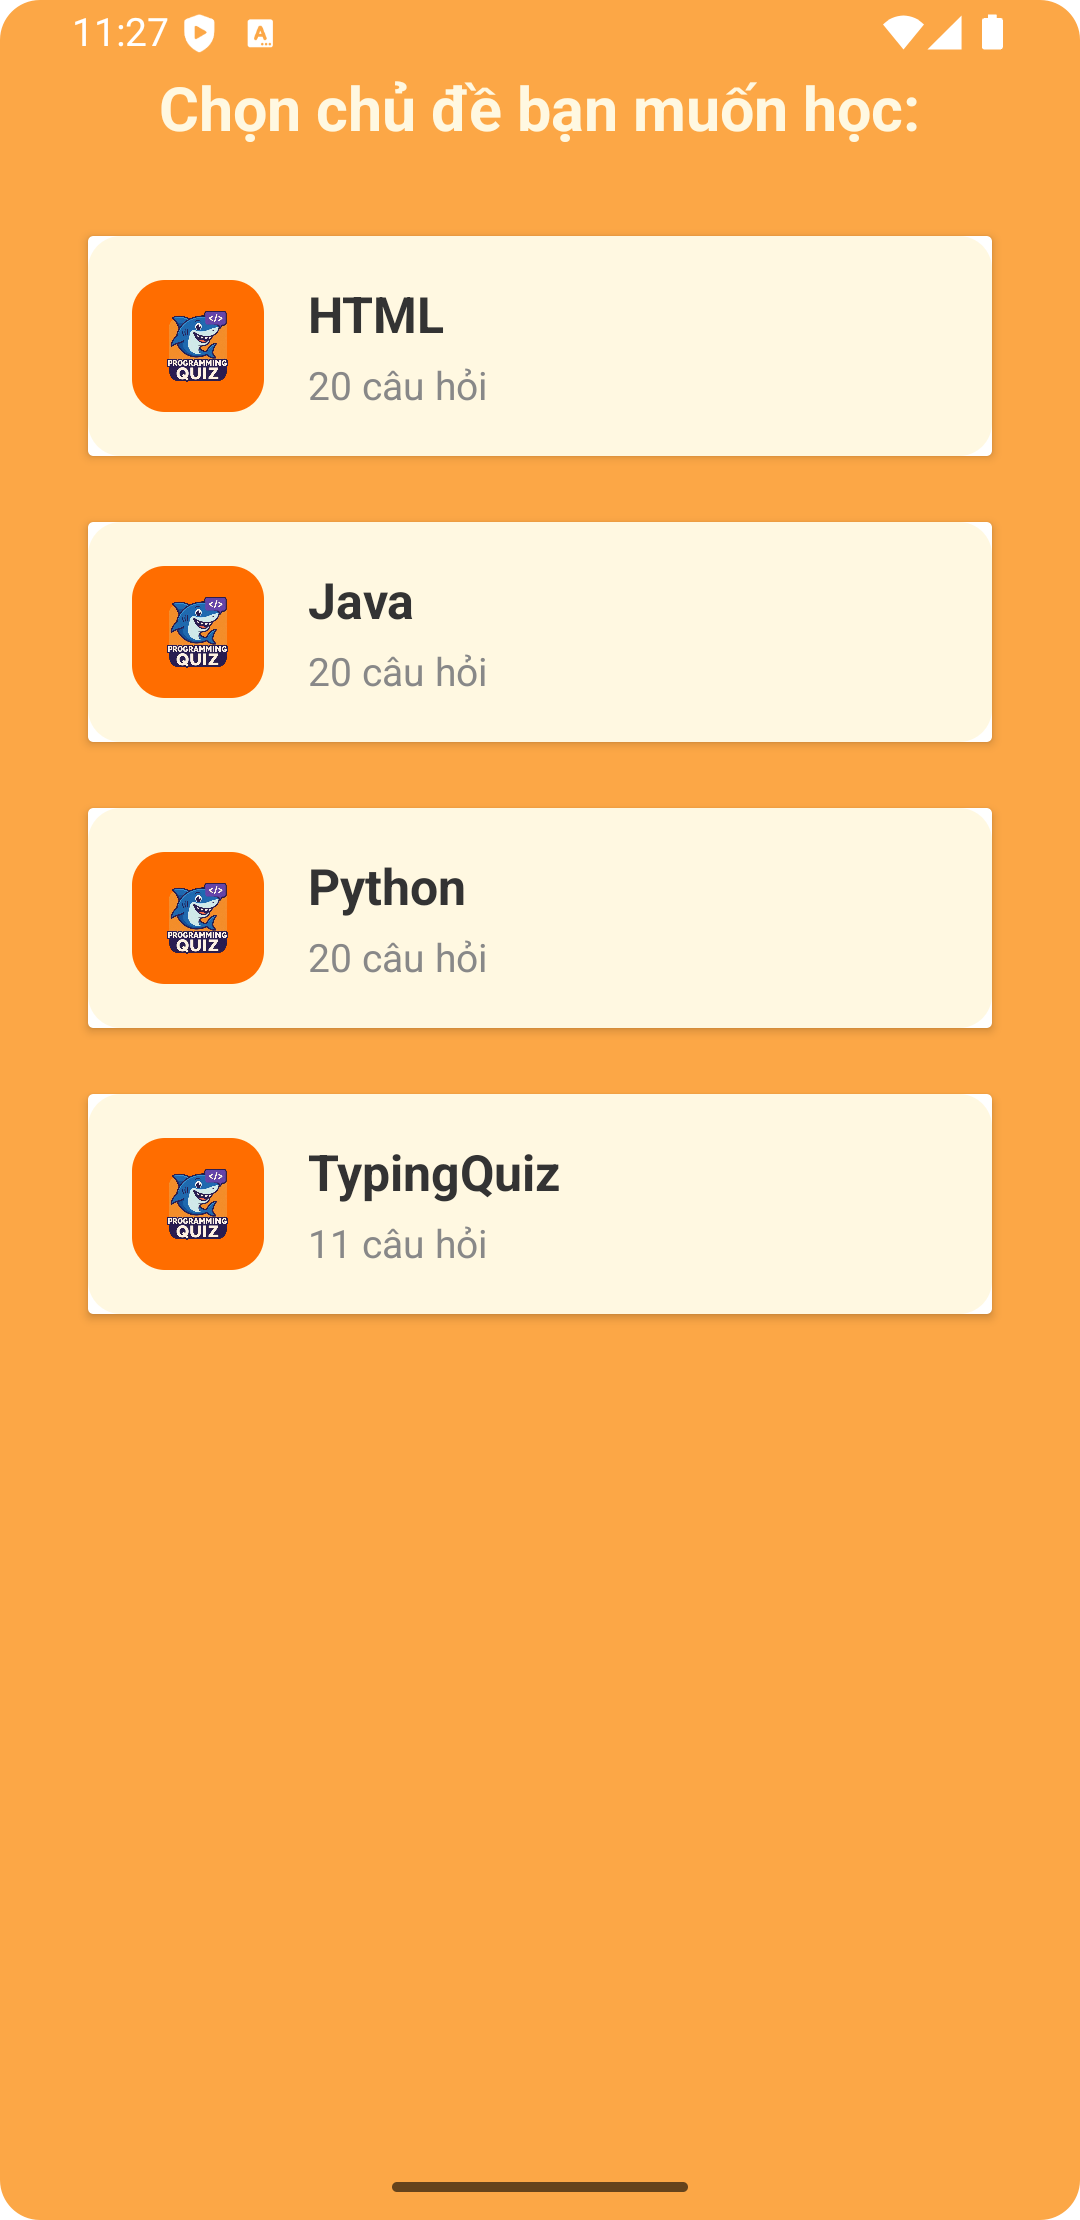 11:27
Chọn chủ đề bạn muốn học:
</>
PROGRAMMING
QUIZ
HTML
20 câu hỏi
</>
PROGRAMMING
QUIZ
Java
20 câu hỏi
</>
PROGRAMMING
QUIZ
Python
20 câu hỏi
</>
PROGRAMMING
QUIZ
TypingQuiz
11 câu hỏi